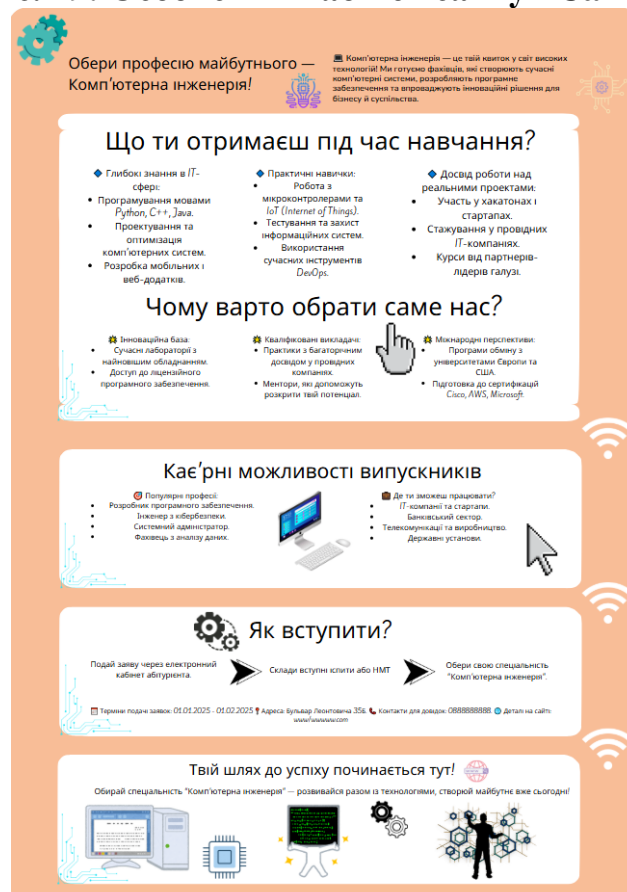 Обери професію майбутнього —
Комп'ютерна інженерія!
💻 Комп'ютерна інженерія — це твій квиток у світ високих
технологій! Ми готуємо фахівців, які створюють сучасні
комп'ютерні системи, розробляють програмне
забезпечення та впроваджують інноваційні рішення для
бізнесу й суспільства.
Що ти отримаєш під час навчання?
🔹 Глибокі знання в IT-
сфері:
• Програмування мовами
Python, C++, Java.
• Проектування та
оптимізація
комп'ютерних систем.
• Розробка мобільних і
веб-додатків.
🔹 Практичні навички:
• Робота з
мікроконтролерами та
IoT (Internet of Things).
• Тестування та захист
інформаційних систем.
• Використання
сучасних інструментів
DevOps.
🔹 Досвід роботи над
реальними проектами:
• Участь у хакатонах і
стартапах.
• Стажування у провідних
IT-компаніях.
• Курси від партнерів-
лідерів галузі.
Чому варто обрати саме нас?
Інноваційна база:
• Сучасні лабораторії з
найновішим обладнанням.
• Доступ до ліцензійного
програмного забезпечення.
Кваліфіковані викладачі:
• Практики з багаторічним
досвідом у провідних
компаніях.
• Ментори, які допоможуть
розкрити твій потенціал.
Міжнародні перспективи:
• Програми обміну з
університетами Європи та
США.
• Підготовка до сертифікацій
Cisco, AWS, Microsoft.
Кає'рні можливості випускників
🎯 Популярні професії:
• Розробник програмного забезпечення.
• Інженер з кібербезпеки.
• Системний адміністратор.
• Фахівець з аналізу даних.
💼 Де ти зможеш працювати?
• IT-компанії та стартапи.
• Банківський сектор.
• Телекомунікації та виробництво.
• Державні установи.
Як вступити?
Подай заяву через електронний
кабінет абітурієнта.
Склади вступні іспити або НМТ
Обери свою спеціальність
"Комп'ютерна інженерія".
📅 Терміни подачі заявок: 01.01.2025 - 01.02.2025 📍 Адреса: Бульвар Леонтовича 356. 📞 Контакти для довідок: 0888888888. 🌐 Деталі на сайті:
Твій шлях до успіху починається тут!
Обирай спеціальність "Комп'ютерна інженерія" — розвивайся разом із технологіями, створюй майбутнє вже сьогодні!